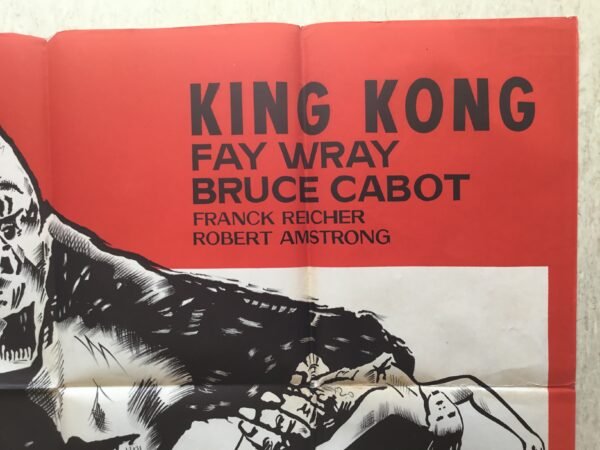 KING KONG
FAY WRAY
BRUCE CABOT
FRANCK REICHER
ROBERT AMSTRONG